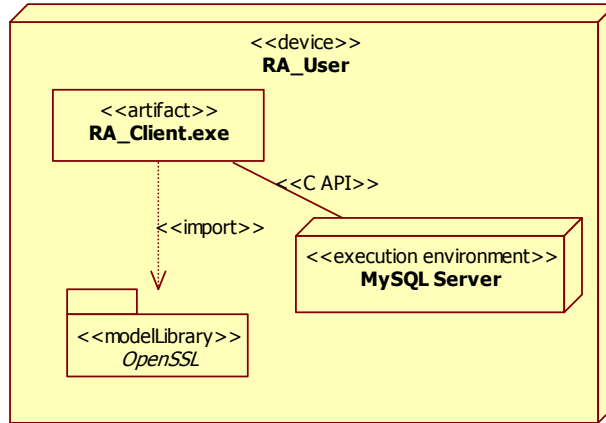 <<device>>
RA_User
<<artifact>>
RA_Client.exe
<<C API>>
<<import>>
<<execution environment>>
MySQL Server
<<modelLibrary>>
OpenSSL